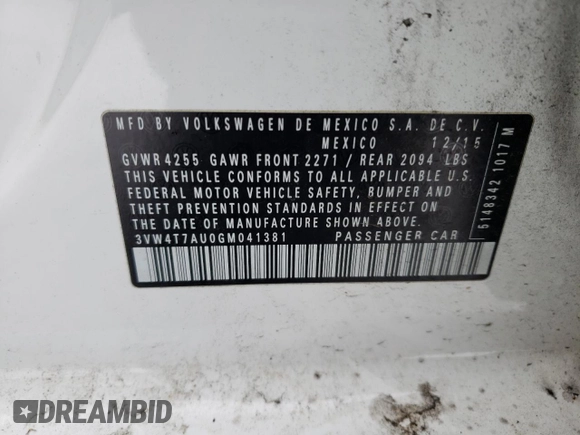 MFD BY VOLKSWAGEN DE MEXICO S.A. DE C.V.
MEXICO 12/15
GVWR 4255 GAWR FRONT 2271 / REAR 2094 LBS
THIS VEHICLE CONFORMS TO ALL APPLICABLE U.S.
FEDERAL MOTOR VEHICLE SAFETY, BUMPER AND
THEFT PREVENTION STANDARDS IN EFFECT ON
THE DATE OF MANUFACTURE SHOWN ABOVE.
3VW4T7AU0GM041381 PASSENGER CAR
5148342 1017 M
DREAMBID